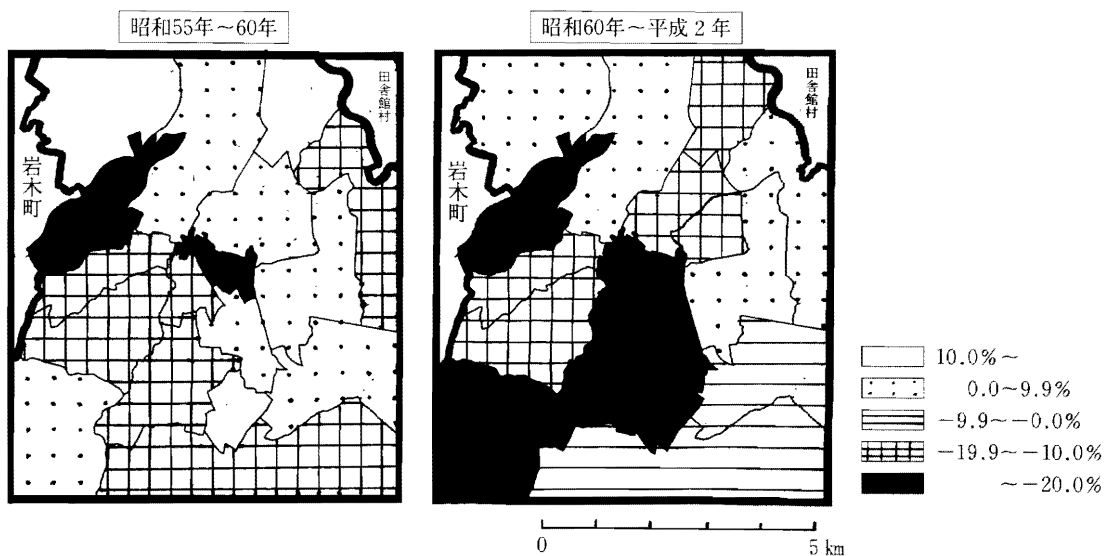 昭和55年～60年
昭和60年～平成2年
田舎館村
岩木町
田舎館村
岩木町
10.0%～
0.0～9.9%
-9.9～-0.0%
-19.9～-10.0%
～-20.0%
0
5 km